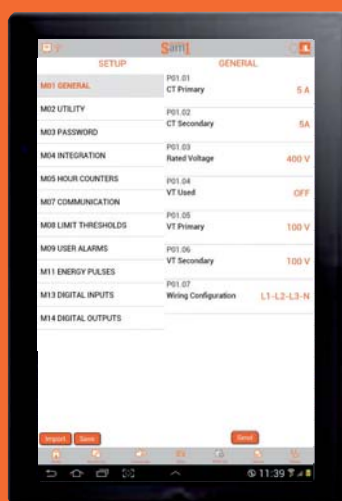 Sam1
SETUP
GENERAL
M01 GENERAL
M02 UTILITY
M03 PASSWORD
M04 INTEGRATION
M05 HOUR COUNTERS
M07 COMMUNICATION
M08 LIMIT THRESHOLDS
M09 USER ALARMS
M11 ENERGY PULSES
M13 DIGITAL INPUTS
M14 DIGITAL OUTPUTS
P01.01
CT Primary 5 A
P01.02
CT Secondary 5A
P01.03
Rated Voltage 400 V
P01.04
VT Used OFF
P01.05
VT Primary 100 V
P01.06
VT Secondary 100 V
P01.07
Wiring Configuration L1-L2-L3-N
Import Save Send
11:39